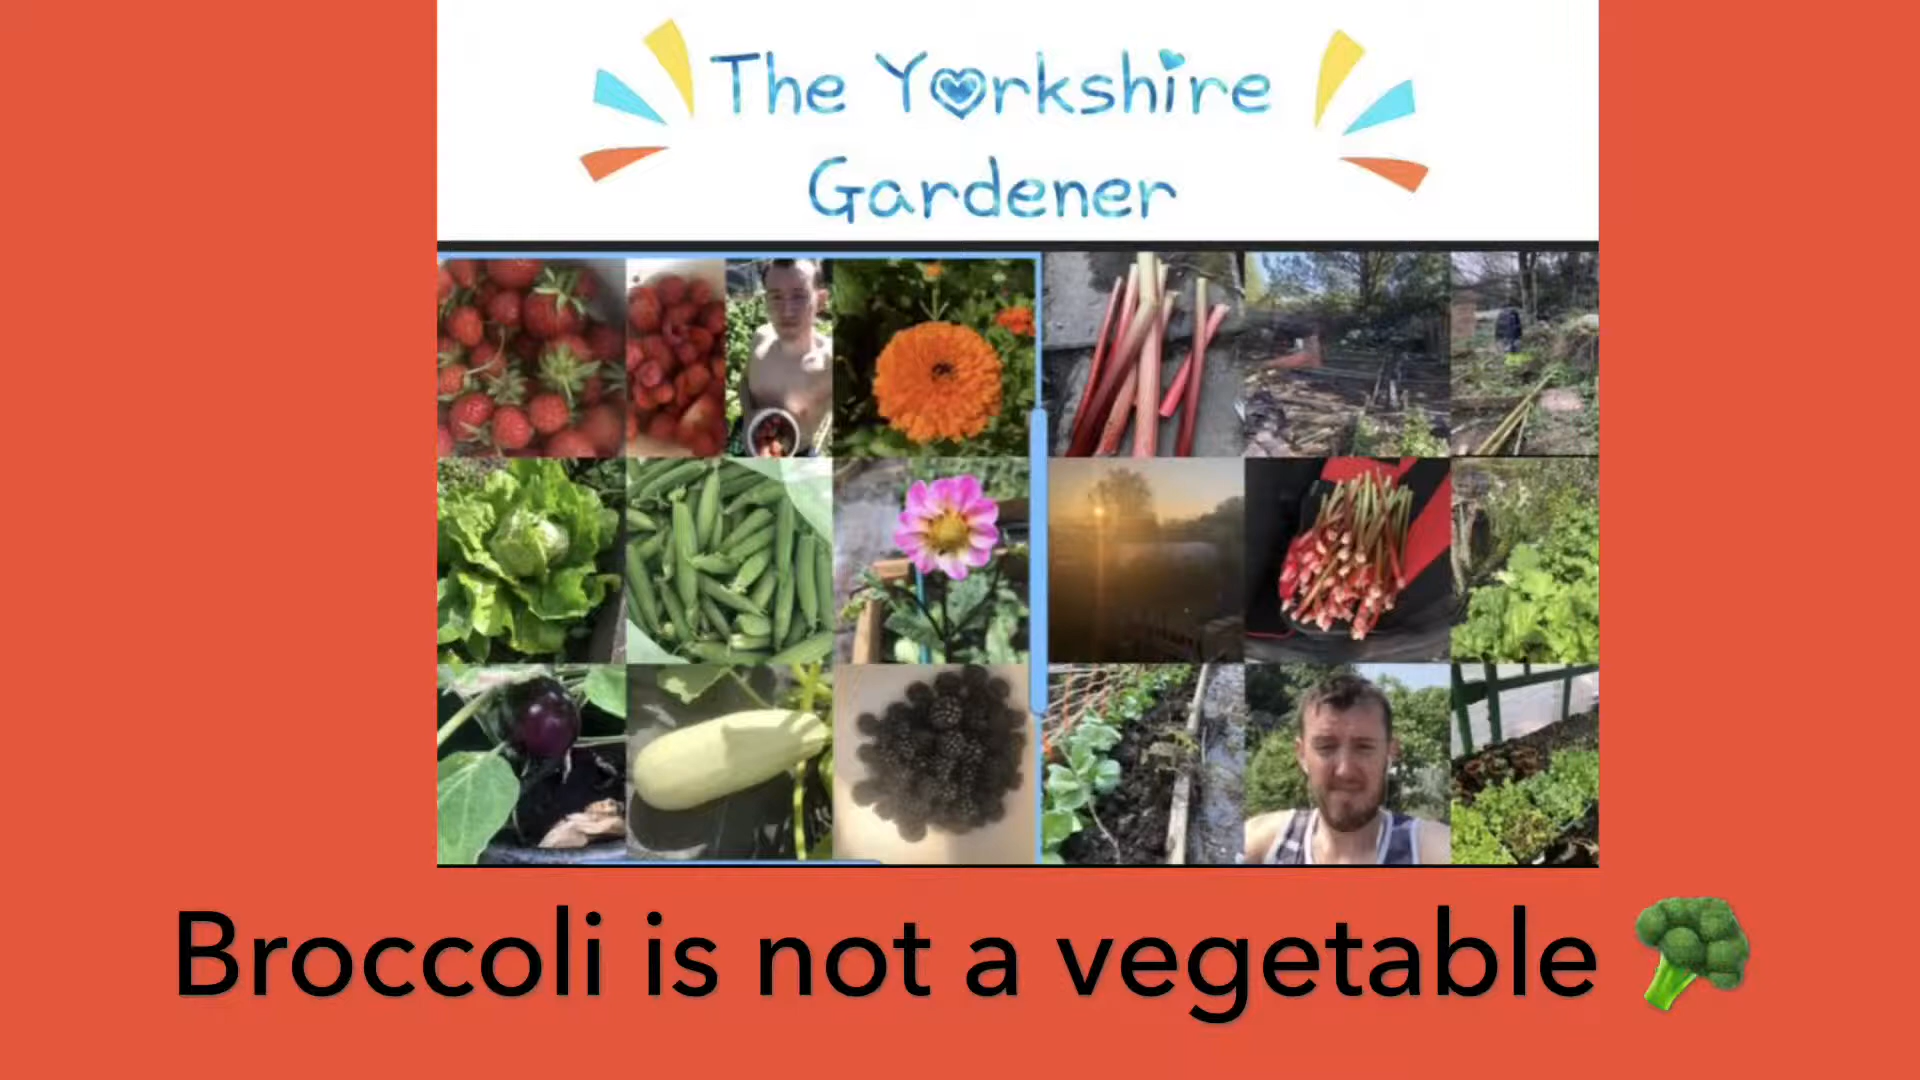 The Yorkshire
Gardener
Broccoli is not a vegetable 🥦